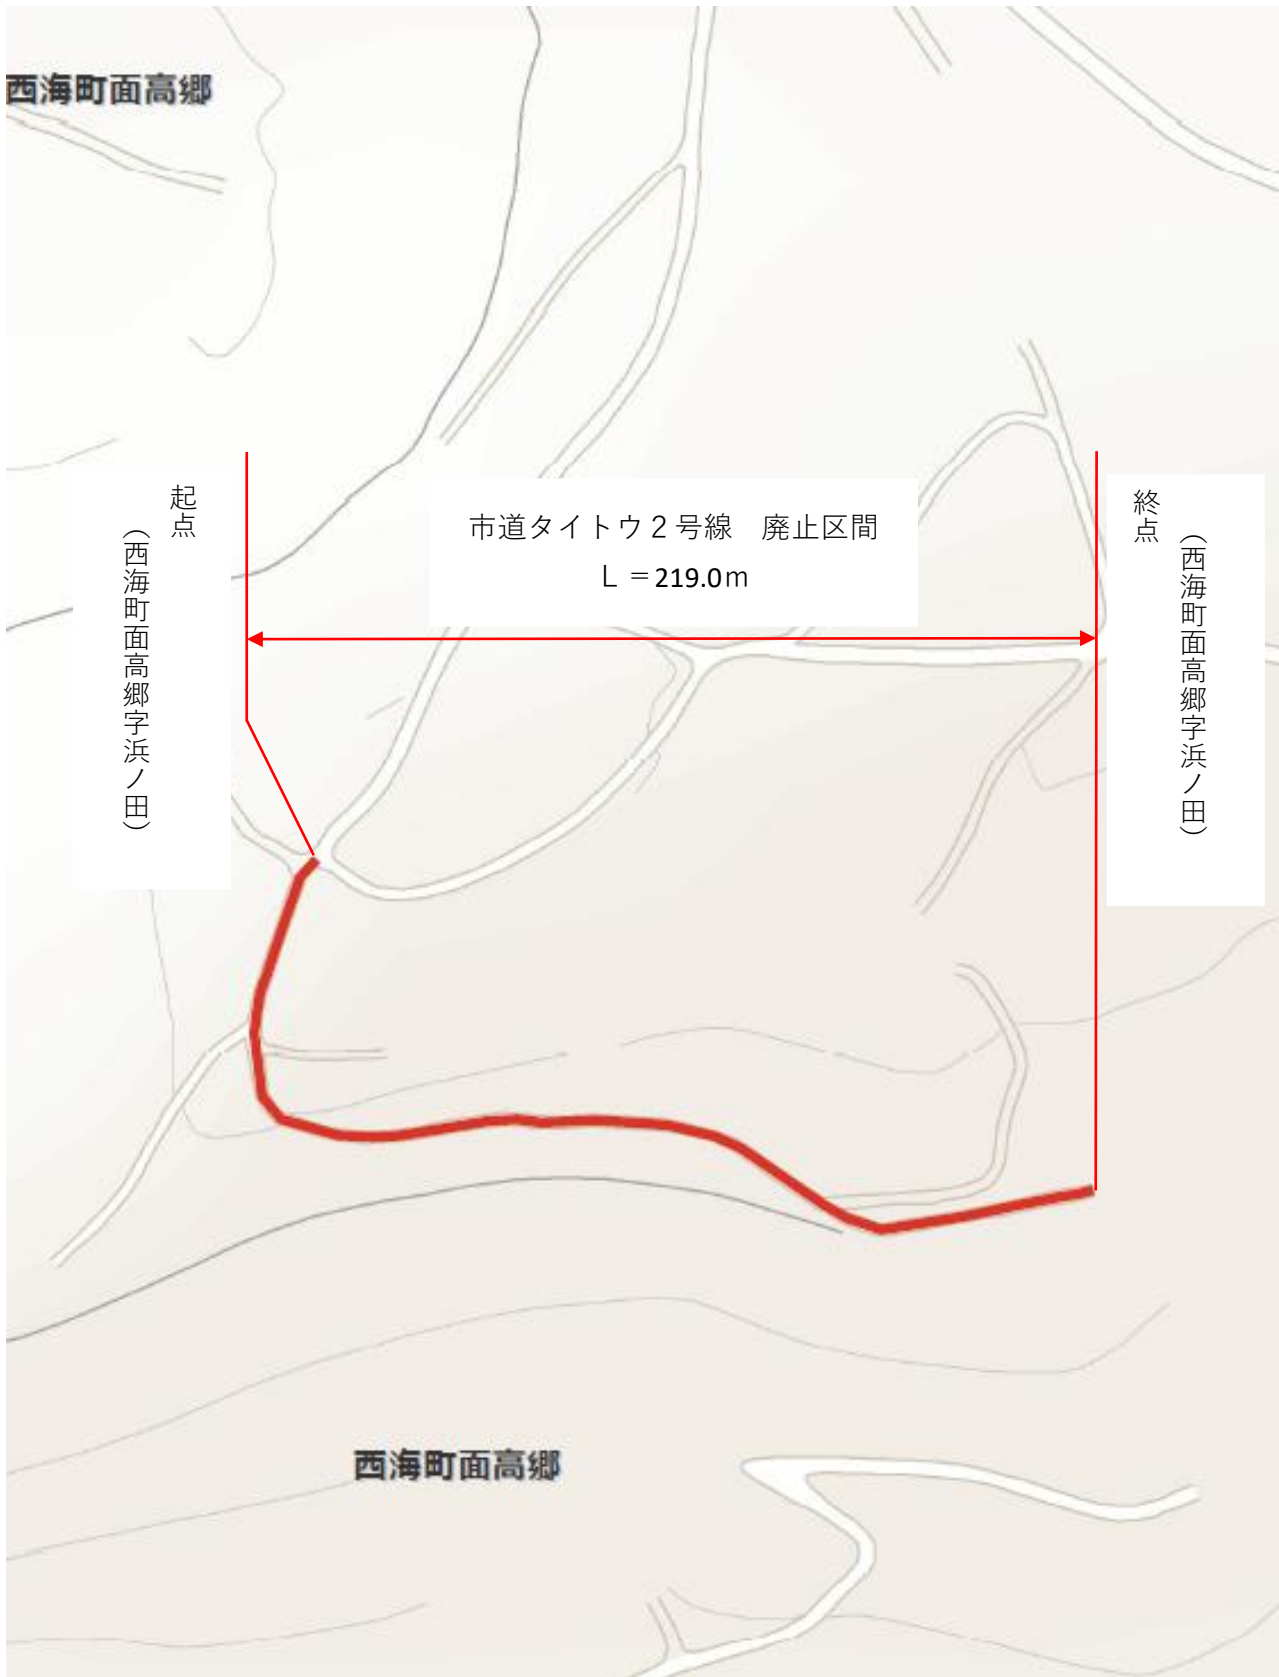 西海町面高郷
起点
（西海町面高郷字浜ノ田）
市道タイトウ２号線　廃止区間
Ｌ＝219.0ｍ
終点
（西海町面高郷字浜ノ田）
西海町面高郷